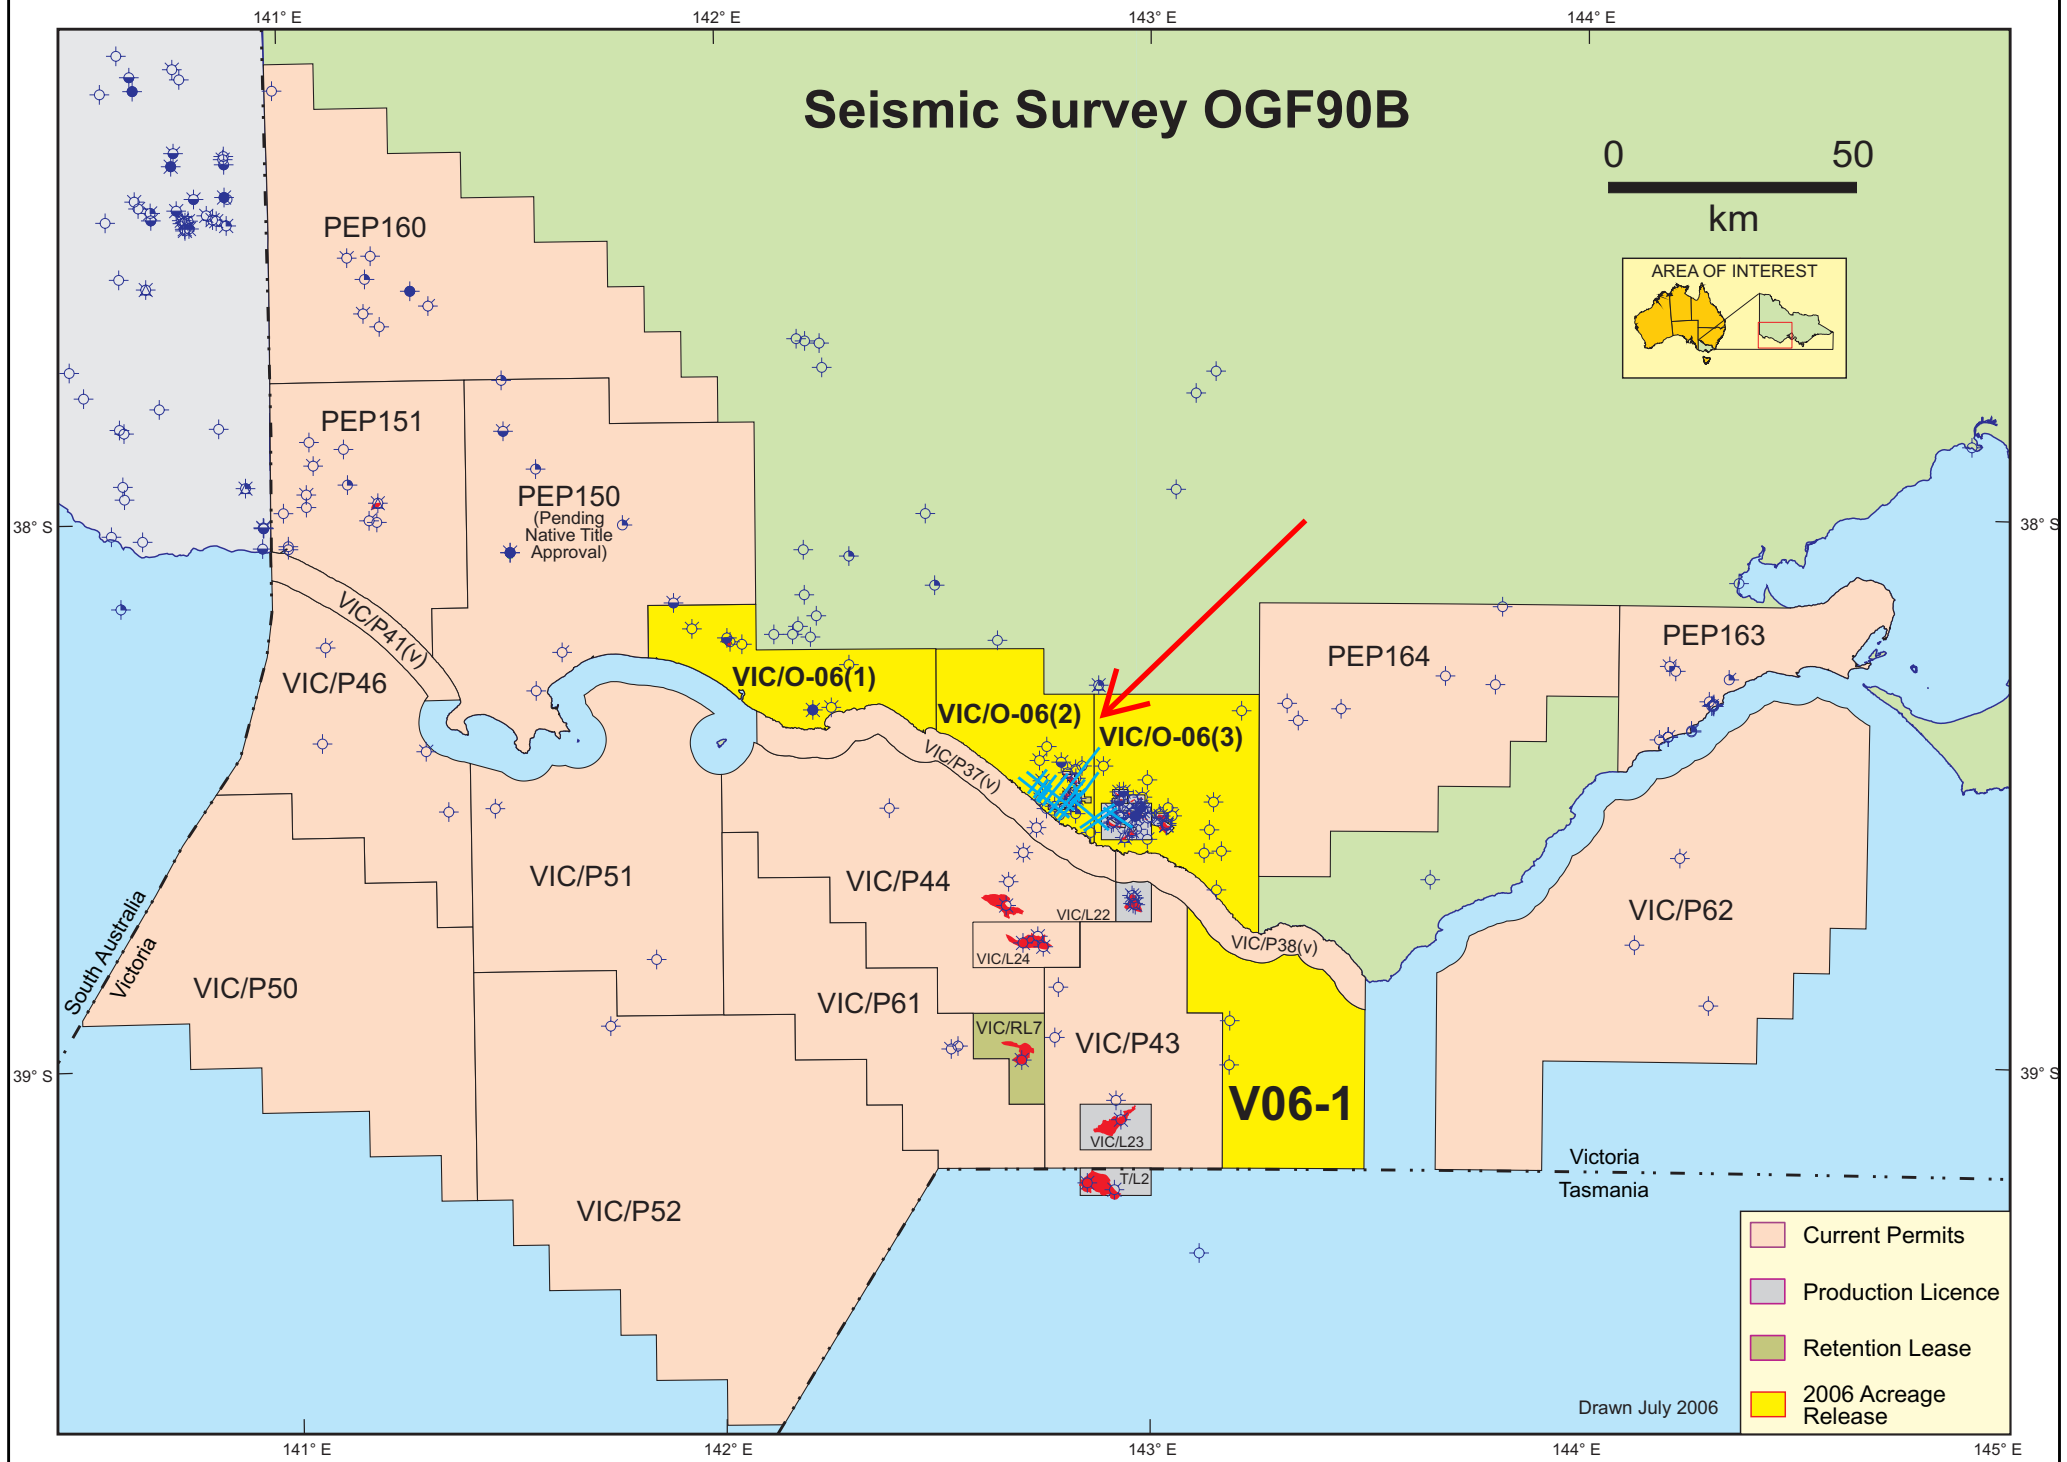 141° E
142° E
143° E
144° E
Seismic Survey OGF90B
0
50
km
AREA OF INTEREST
PEP160
PEP151
PEP150
(Pending
Native Title
Approval)
38° S
38° S
VIC/P41(v)
VIC/P46
VIC/O-06(1)
VIC/O-06(2)
VIC/O-06(3)
PEP164
PEP163
VIC/P37(v)
VIC/P51
VIC/P44
VIC/L22
VIC/P62
VIC/P38(v)
VIC/L24
South Australia
Victoria
VIC/P50
VIC/P61
VIC/RL7
VIC/P43
39° S
39° S
V06-1
VIC/L23
T/L2
Victoria
Tasmania
VIC/P52
Current Permits
Production Licence
Retention Lease
2006 Acreage
Release
Drawn July 2006
141° E
142° E
143° E
144° E
145° E